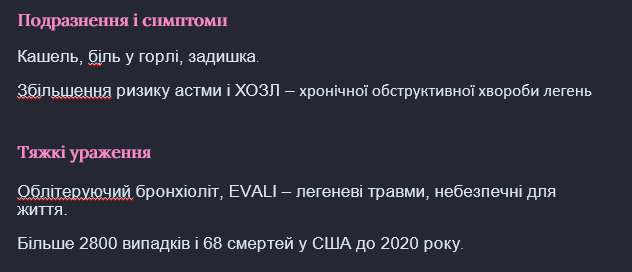 Подразнення і симптоми
Кашель, біль у горлі, задишка.
Збільшення ризику астми і ХОЗЛ – хронічної обструктивної хвороби легень
Тяжкі ураження
Облітеруючий бронхіоліт, EVALI – легеневі травми, небезпечні для
життя.
Більше 2800 випадків і 68 смертей у США до 2020 року.